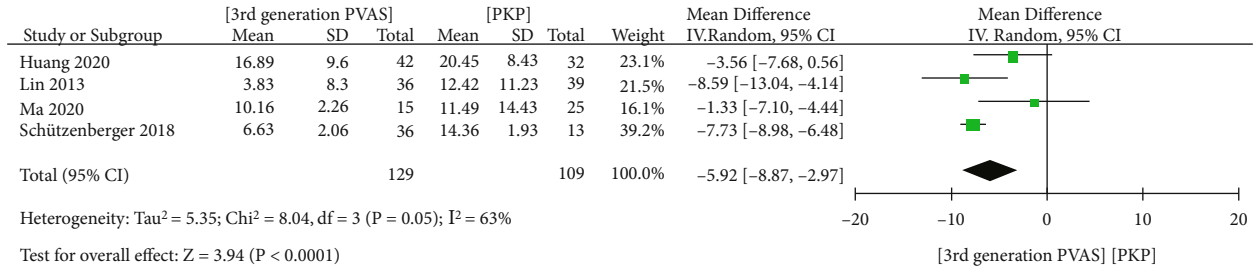 [3rd generation PVAS] [PKP] Mean Difference Mean Difference
Study or Subgroup Mean SD Total Mean SD Total Weight IV.Random, 95% CI IV. Random, 95% CI
Huang 2020 16.89 9.6 42 20.45 8.43 32 23.1% −3.56 [−7.68, 0.56]
Lin 2013 3.83 8.3 36 12.42 11.23 39 21.5% −8.59 [−13.04, −4.14]
Ma 2020 10.16 2.26 15 11.49 14.43 25 16.1% −1.33 [−7.10, −4.44]
Schützenberger 2018 6.63 2.06 36 14.36 1.93 13 39.2% −7.73 [−8.98, −6.48]
Total (95% CI) 129 109 100.0% −5.92 [−8.87, −2.97]
Heterogeneity: Tau² = 5.35; Chi² = 8.04, df = 3 (P = 0.05); I² = 63%
−20 −10 0 10 20
Test for overall effect: Z = 3.94 (P < 0.0001) [3rd generation PVAS] [PKP]